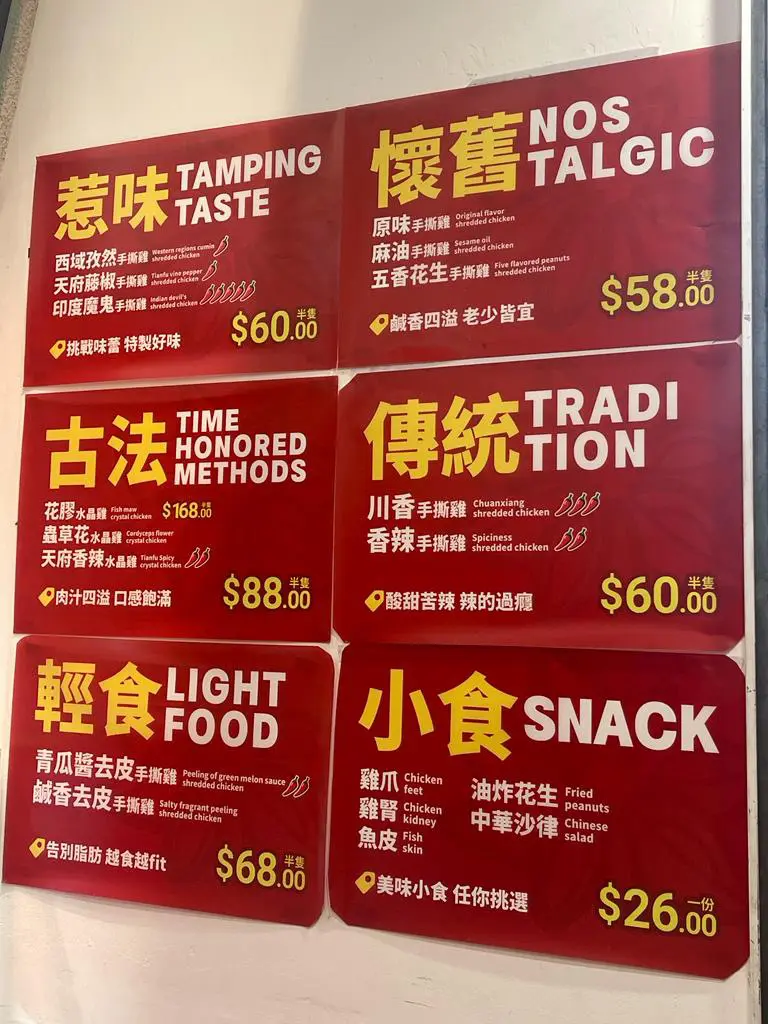 惹味 TAMPING
TASTE
西域孜然手撕雞 Western regions cumin
shredded chicken
天府藤椒手撕雞 Tianfu vine pepper
shredded chicken
印度魔鬼手撕雞 Indian devil's
shredded chicken
$60.00 半隻
挑戰味蕾 特製好味
懷舊 NOS
TALGIC
原味手撕雞 Original flavor
shredded chicken
麻油手撕雞 Sesame oil
shredded chicken
五香花生手撕雞 Five flavored peanuts
shredded chicken
$58.00 半隻
鹹香四溢 老少皆宜
古法 TIME
HONORED
METHODS
花膠水晶雞 Fish maw
crystal chicken
$168.00 半隻
蟲草花水晶雞 Cordyceps flower
crystal chicken
天府香辣水晶雞 Tianfu Spicy
crystal chicken
$88.00 半隻
肉汁四溢 口感飽滿
傳統 TRADI
TION
川香手撕雞 Chuanxiang
shredded chicken
香辣手撕雞 Spiciness
shredded chicken
$60.00 半隻
酸甜苦辣 辣的過癮
輕食 LIGHT
FOOD
青瓜醬去皮手撕雞 Peeling of green melon sauce
shredded chicken
鹹香去皮手撕雞 Salty fragrant peeling
shredded chicken
$68.00 半隻
告別脂肪 越食越fit
小食 SNACK
雞爪 Chicken
feet
雞腎 Chicken
kidney
魚皮 Fish
skin
油炸花生 Fried
peanuts
中華沙律 Chinese
salad
$26.00 一份
美味小食 任你挑選